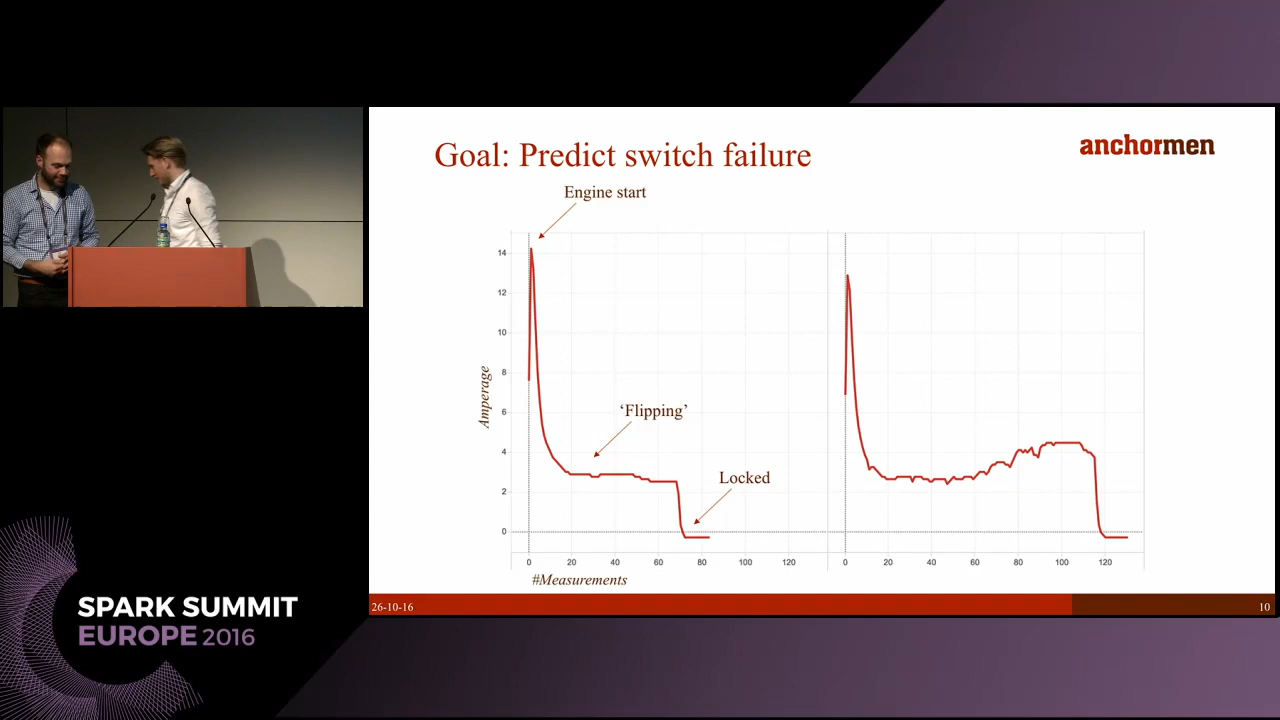 Goal: Predict switch failure
anchormen
Engine start
14
12
10
8
6
4
2
0
Amperage
‘Flipping’
Locked
0 20 40 60 80 100 120
0 20 40 60 80 100 120
#Measurements
26-10-16
10
SPARK SUMMIT
EUROPE 2016